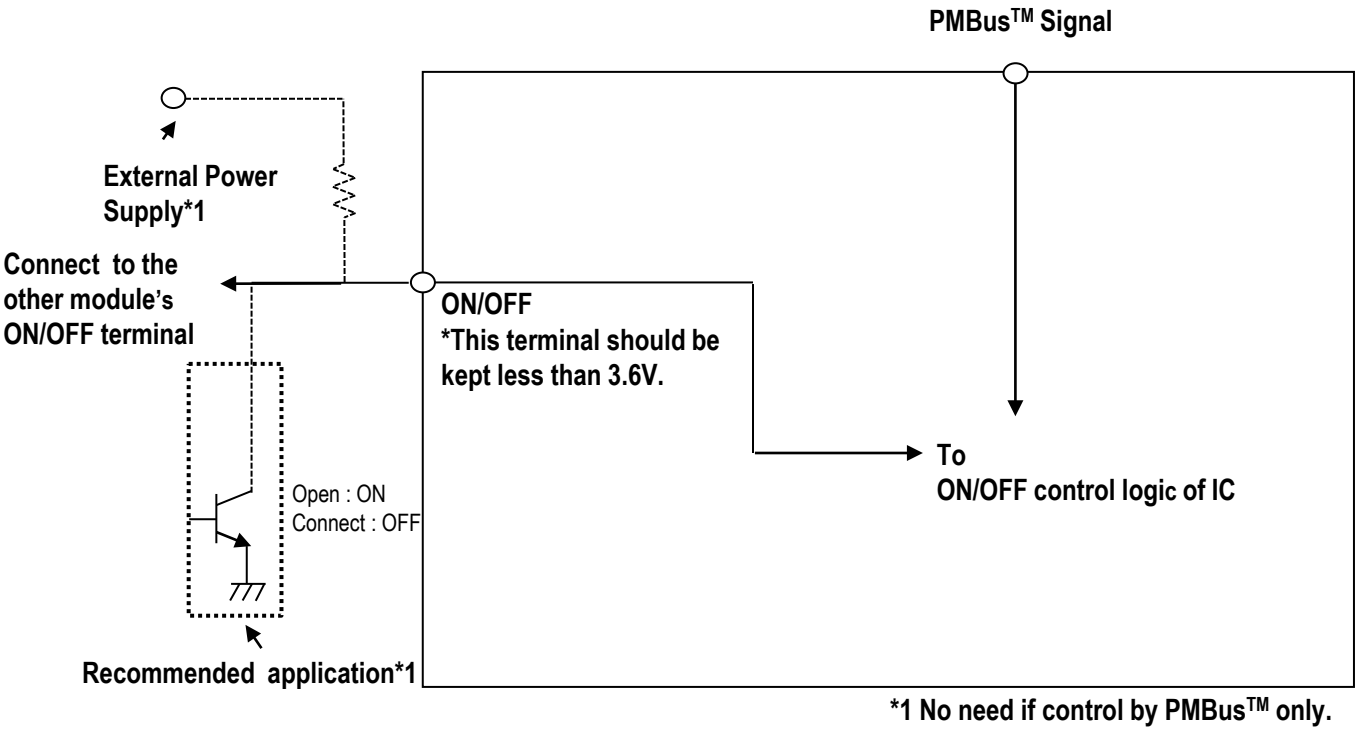 PMBusTM Signal
External Power
Supply*1
Connect to the
other module's
ON/OFF terminal
ON/OFF
*This terminal should be
kept less than 3.6V.
Open : ON
Connect : OFF
To
ON/OFF control logic of IC
Recommended application*1
*1 No need if control by PMBusTM only.